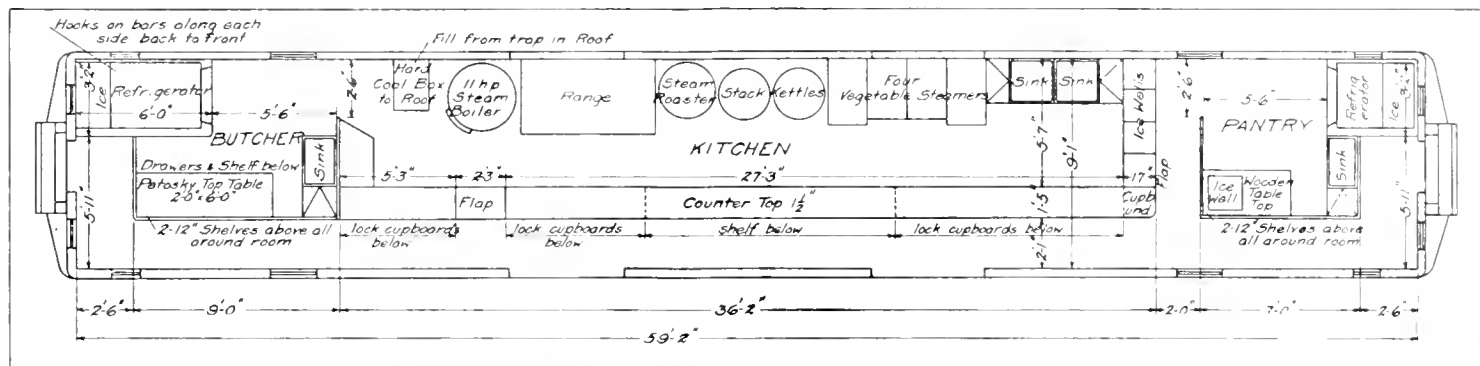 Hooks on bars along each
side back to front
3'-2"
Ice
Refrigerator
6'-0"
5'-6"
BUTCHER
Sink
Drawers & Shelf below
Patosky Top Table
2'-0" x 6'-0"
5'-11"
2-12" Shelves above all
around room
Fill from trap in Roof
2'-6"
Hard
Coal Box
to Roof
11 hp
Steam
Boiler
Range
Steam
Roaster
Stack
Kettles
Four
Vegetable Steamers
Sink
Sink
Ice Wells
KITCHEN
5'-3"
2'-3"
27'-3"
5'-7"
9'-1"
17"
Flap
Flap
Counter Top 1½"
1'-5"
Cupb
und
lock cupboards
below
lock cupboards
below
shelf below
lock cupboards
below
2'-1"
2'-6"
5'-6"
PANTRY
Refrig
erator
Ice
3'-2"
Sink
Ice
Wall
Wooden
Table
Top
5'-11"
2-12" Shelves above
all around room
2'-6"
9'-0"
36'-2"
2'-0"
7'-0"
2'-6"
59'-2"